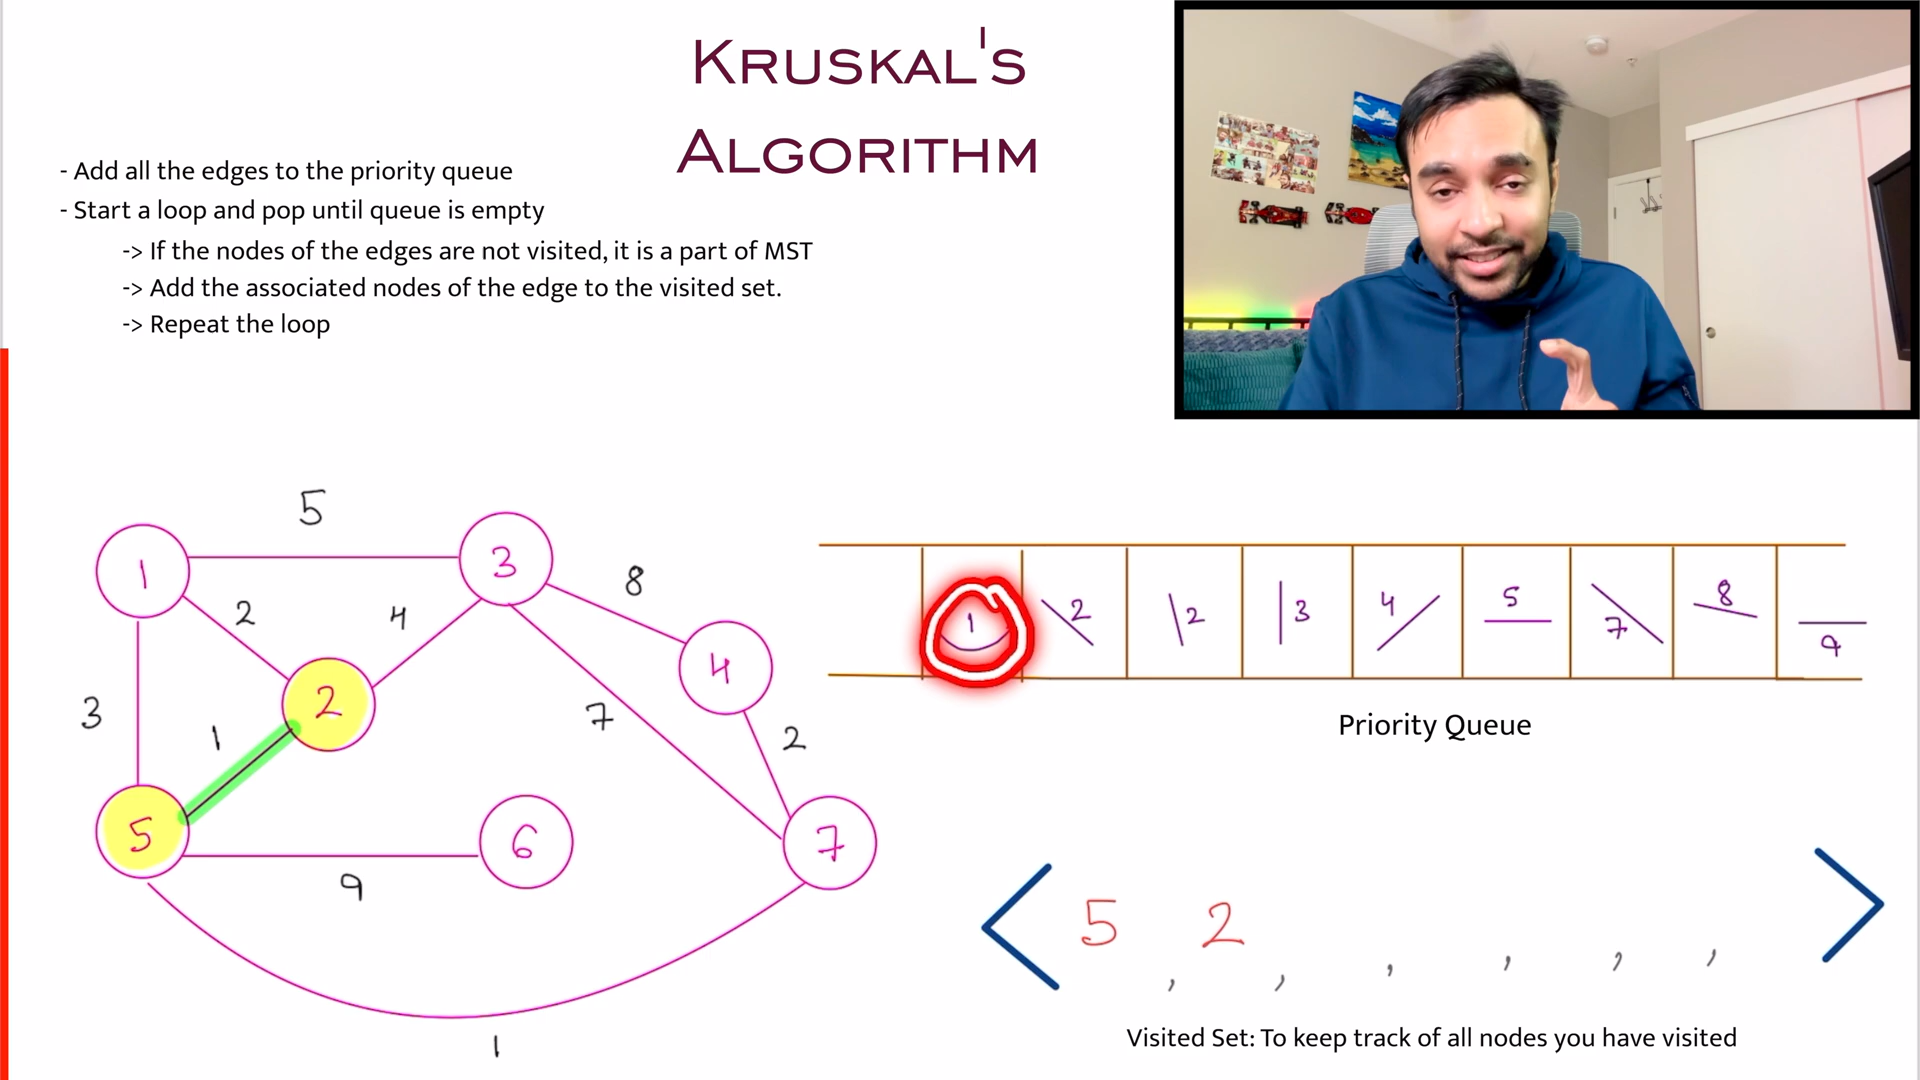 KRUSKAL'S
ALGORITHM
- Add all the edges to the priority queue
- Start a loop and pop until queue is empty
-> If the nodes of the edges are not visited, it is a part of MST
-> Add the associated nodes of the edge to the visited set.
-> Repeat the loop
5
1
3
8
2
4
4
2
3
1
7
2
5
6
7
9
1
1 2 2 3 4 5 7 8 9
Priority Queue
5 , 2 , , , , ,
Visited Set: To keep track of all nodes you have visited